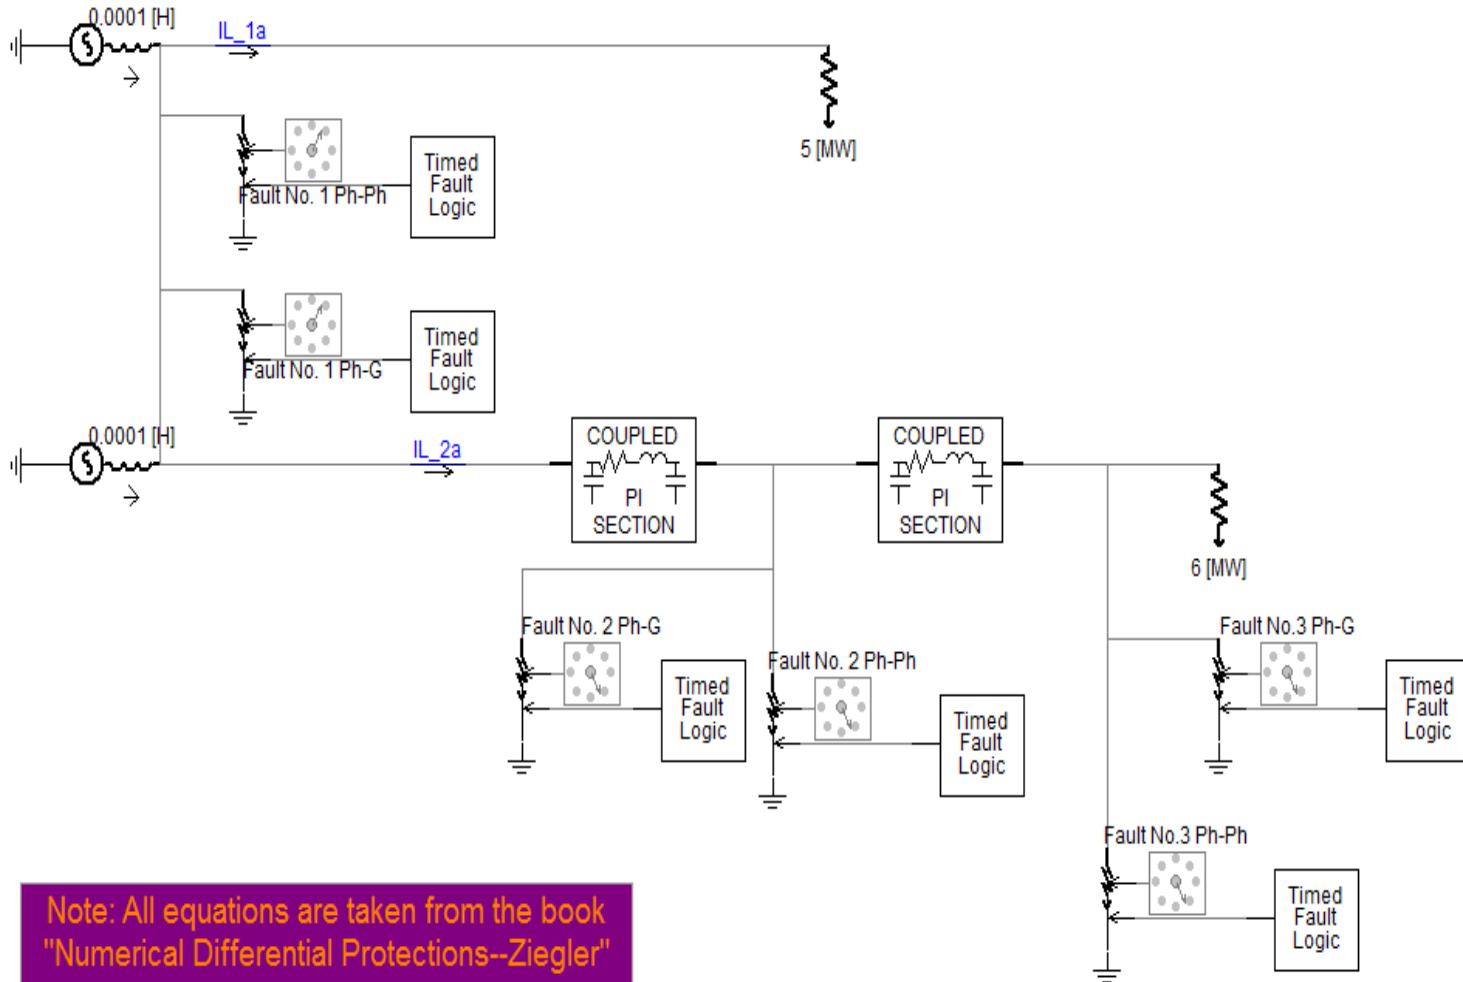 0.0001 [H]
IL_1a
5 [MW]
Timed
Fault
Logic
Fault No. 1 Ph-Ph
Timed
Fault
Logic
Fault No. 1 Ph-G
0.0001 [H]
IL_2a
COUPLED
PI
SECTION
COUPLED
PI
SECTION
6 [MW]
Fault No. 2 Ph-G
Timed
Fault
Logic
Fault No. 2 Ph-Ph
Timed
Fault
Logic
Fault No.3 Ph-G
Timed
Fault
Logic
Fault No.3 Ph-Ph
Timed
Fault
Logic
Note: All equations are taken from the book
"Numerical Differential Protections--Ziegler"